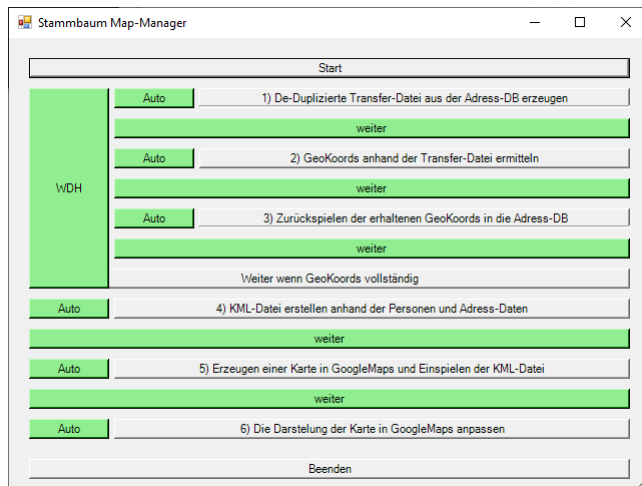 Stammbaum Map-Manager
Start
Auto 1) De-Duplizierte Transfer-Datei aus der Adress-DB erzeugen
weiter
Auto 2) GeoKoords anhand der Transfer-Datei ermitteln
WDH
weiter
Auto 3) Zurückspielen der erhaltenen GeoKoords in die Adress-DB
weiter
Weiter wenn GeoKoords vollständig
Auto 4) KML-Datei erstellen anhand der Personen und Adress-Daten
weiter
Auto 5) Erzeugen einer Karte in GoogleMaps und Einspielen der KML-Datei
weiter
Auto 6) Die Darstelung der Karte in GoogleMaps anpassen
Beenden